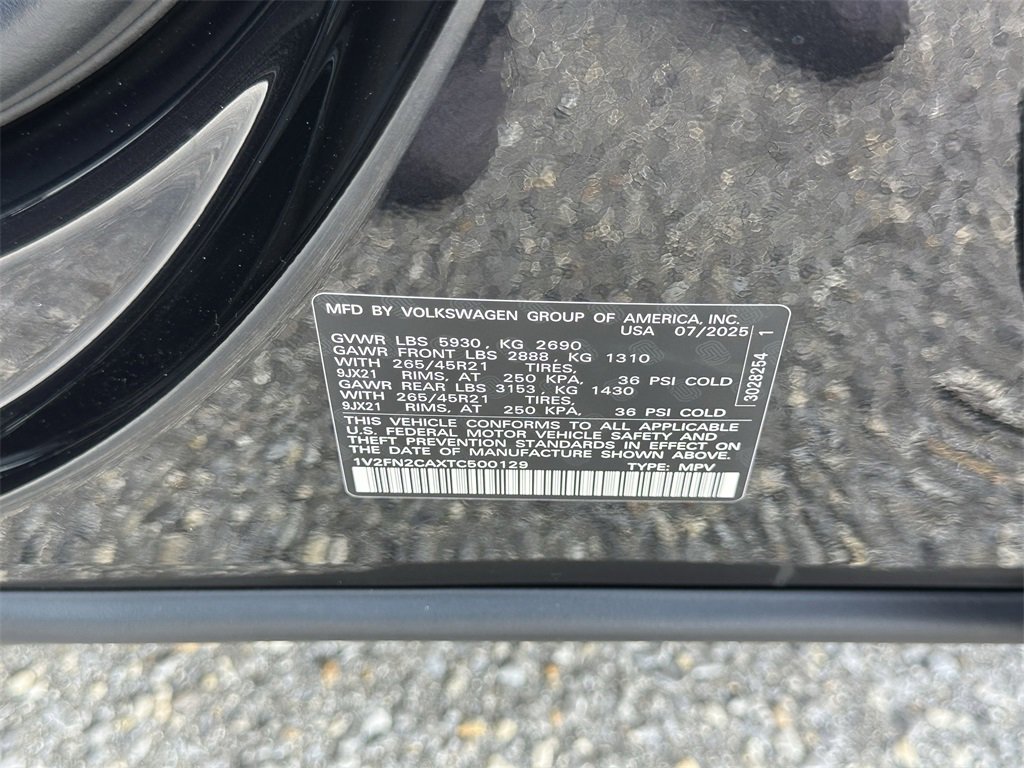 MFD BY VOLKSWAGEN GROUP OF AMERICA, INC.
USA 07/2025
GVWR LBS 5930, KG 2690
GAWR FRONT LBS 2888, KG 1310
WITH 265/45R21 TIRES,
9JX21 RIMS, AT 250 KPA, 36 PSI COLD
GAWR REAR LBS 3153, KG 1430
WITH 265/45R21 TIRES,
9JX21 RIMS, AT 250 KPA, 36 PSI COLD
THIS VEHICLE CONFORMS TO ALL APPLICABLE
U.S. FEDERAL MOTOR VEHICLE SAFETY AND
THEFT PREVENTION STANDARDS IN EFFECT ON
THE DATE OF MANUFACTURE SHOWN ABOVE.
1V2FN2CAXTC500129 TYPE: MPV
3028254 1